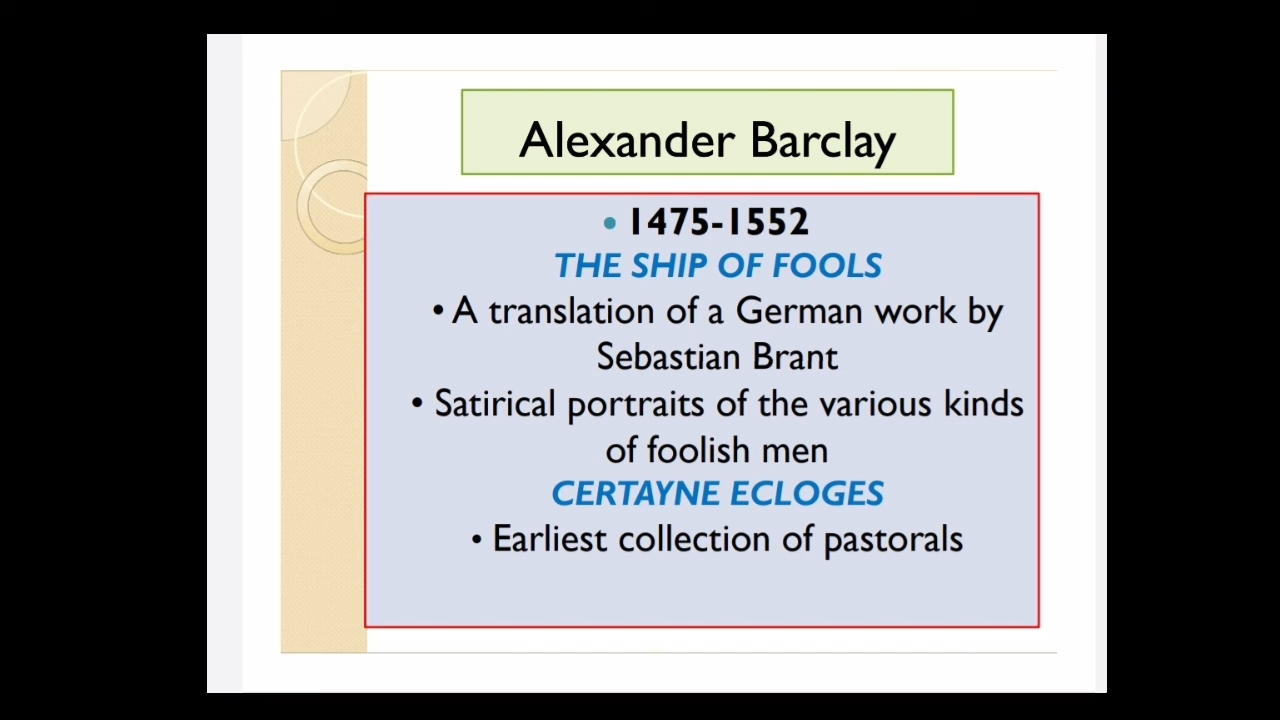 Alexander Barclay
• 1475-1552
THE SHIP OF FOOLS
• A translation of a German work by
Sebastian Brant
• Satirical portraits of the various kinds
of foolish men
CERTAYNE ECLOGES
• Earliest collection of pastorals